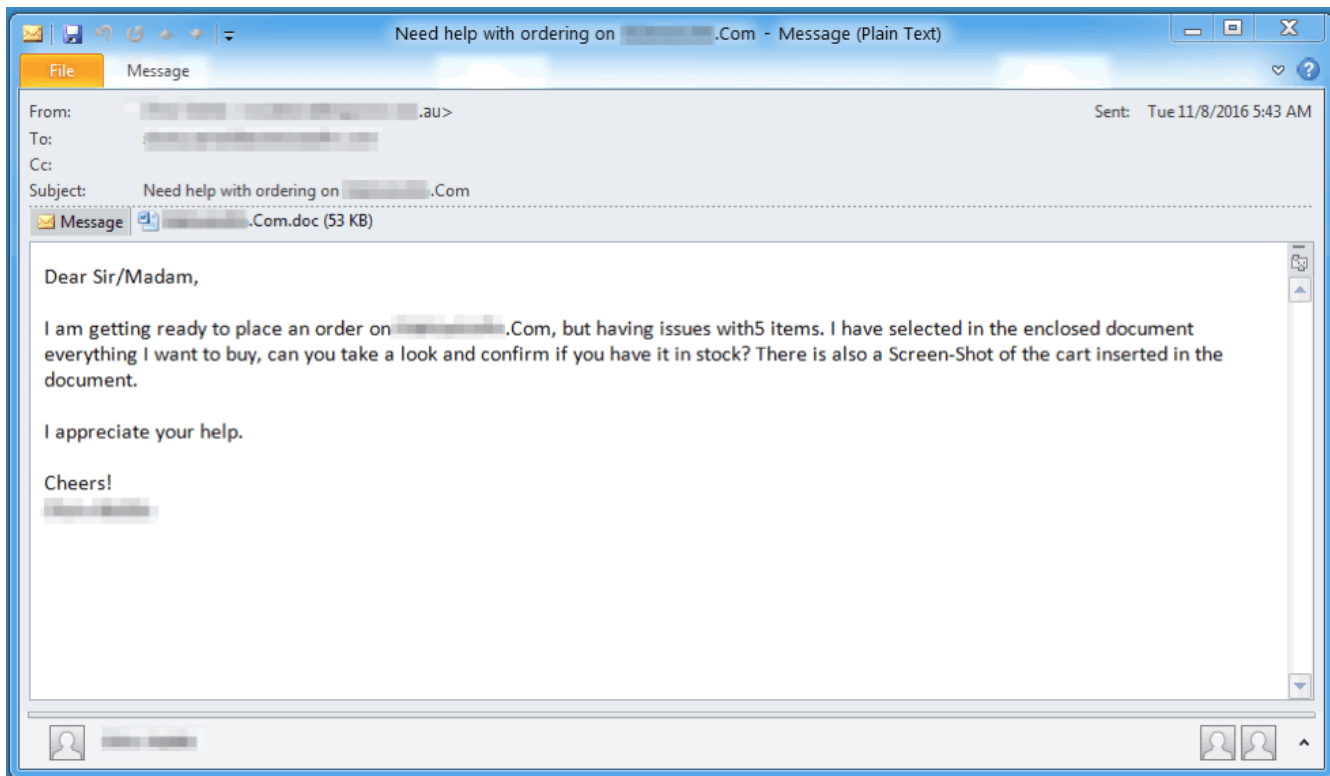 Need help with ordering on .Com - Message (Plain Text)
File Message
From: .au> Sent: Tue 11/8/2016 5:43 AM
To:
Cc:
Subject: Need help with ordering on .Com
Message .Com.doc (53 KB)
Dear Sir/Madam,
I am getting ready to place an order on .Com, but having issues with5 items. I have selected in the enclosed document
everything I want to buy, can you take a look and confirm if you have it in stock? There is also a Screen-Shot of the cart inserted in the
document.
I appreciate your help.
Cheers!